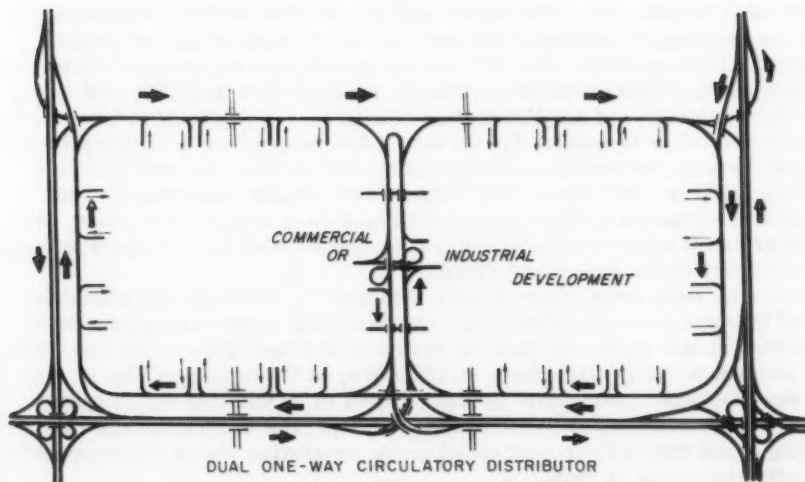 COMMERCIAL
OR
INDUSTRIAL
DEVELOPMENT
DUAL ONE-WAY CIRCULATORY DISTRIBUTOR